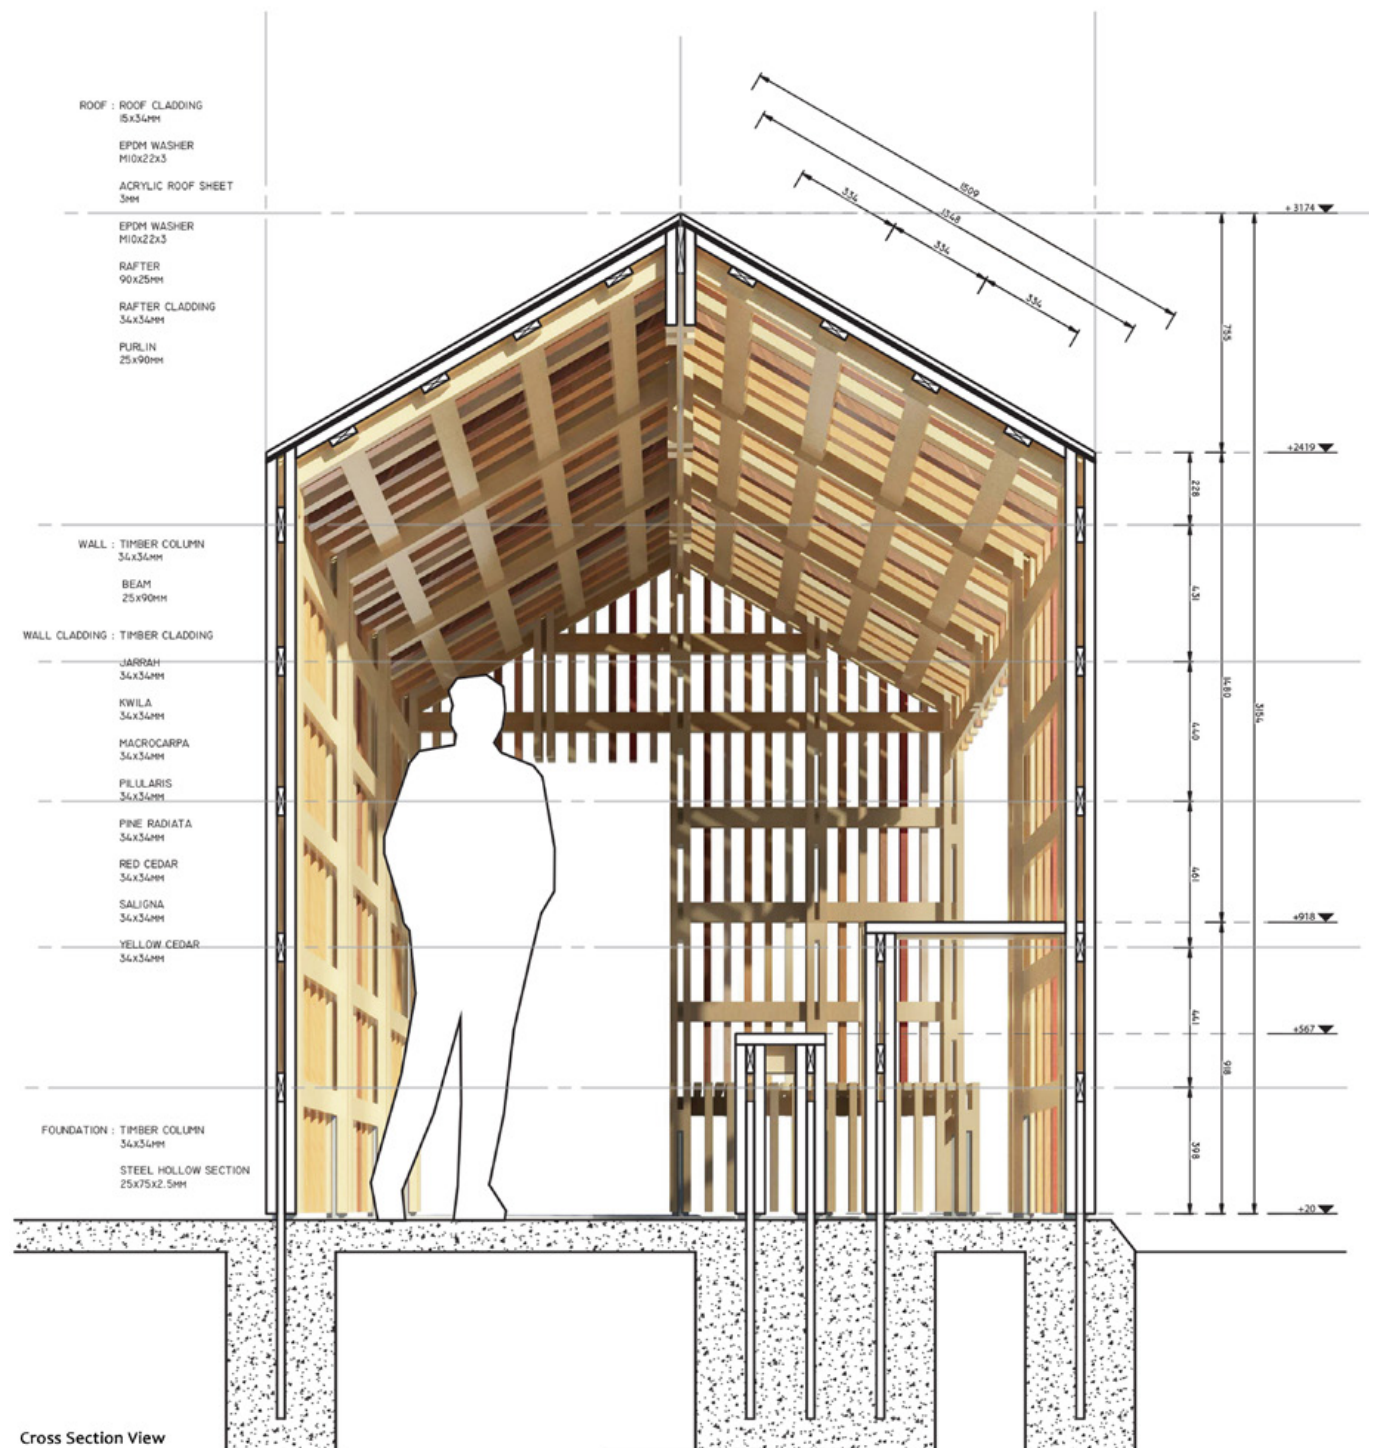 ROOF : ROOF CLADDING
15x34MM
EPDM WASHER
M10x22x3
ACRYLIC ROOF SHEET
3MM
EPDM WASHER
M10x22x3
RAFTER
90x25MM
RAFTER CLADDING
34x34MM
PURLIN
25x90MM
WALL : TIMBER COLUMN
34x34MM
BEAM
25x90MM
WALL CLADDING : TIMBER CLADDING
JARRAH
34x34MM
KWILA
34x34MM
MACROCARPA
34x34MM
PILULARIS
34x34MM
PINE RADIATA
34x34MM
RED CEDAR
34x34MM
SALIGNA
34x34MM
YELLOW CEDAR
34x34MM
FOUNDATION : TIMBER COLUMN
34x34MM
STEEL HOLLOW SECTION
25x75x2.5MM
1509
1348
334
334
334
+3174
755
+2419
228
431
1480
440
3154
461
+918
441
+567
918
398
+20
Cross Section View